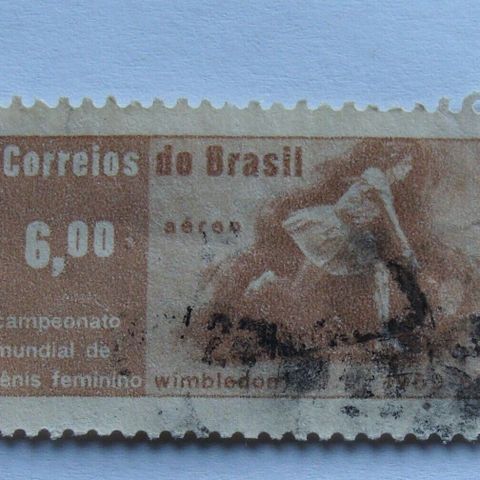 Correios do Brasil
6,00 aéreo
campeonato
mundial de
tênis feminino wimbledon